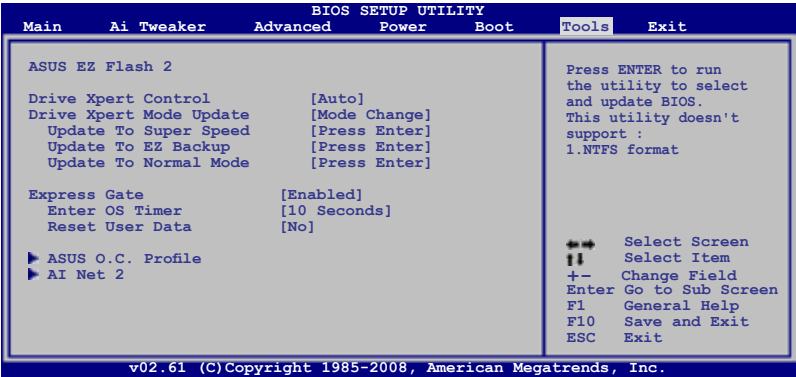 BIOS SETUP UTILITY
Main Ai Tweaker Advanced Power Boot Tools Exit
ASUS EZ Flash 2
Drive Xpert Control [Auto]
Drive Xpert Mode Update [Mode Change]
Update To Super Speed [Press Enter]
Update To EZ Backup [Press Enter]
Update To Normal Mode [Press Enter]
Express Gate [Enabled]
Enter OS Timer [10 Seconds]
Reset User Data [No]
ASUS O.C. Profile
AI Net 2
Press ENTER to run
the utility to select
and update BIOS.
This utility doesn't
support :
1.NTFS format
Select Screen
Select Item
+- Change Field
Enter Go to Sub Screen
F1 General Help
F10 Save and Exit
ESC Exit
v02.61 (C)Copyright 1985-2008, American Megatrends, Inc.